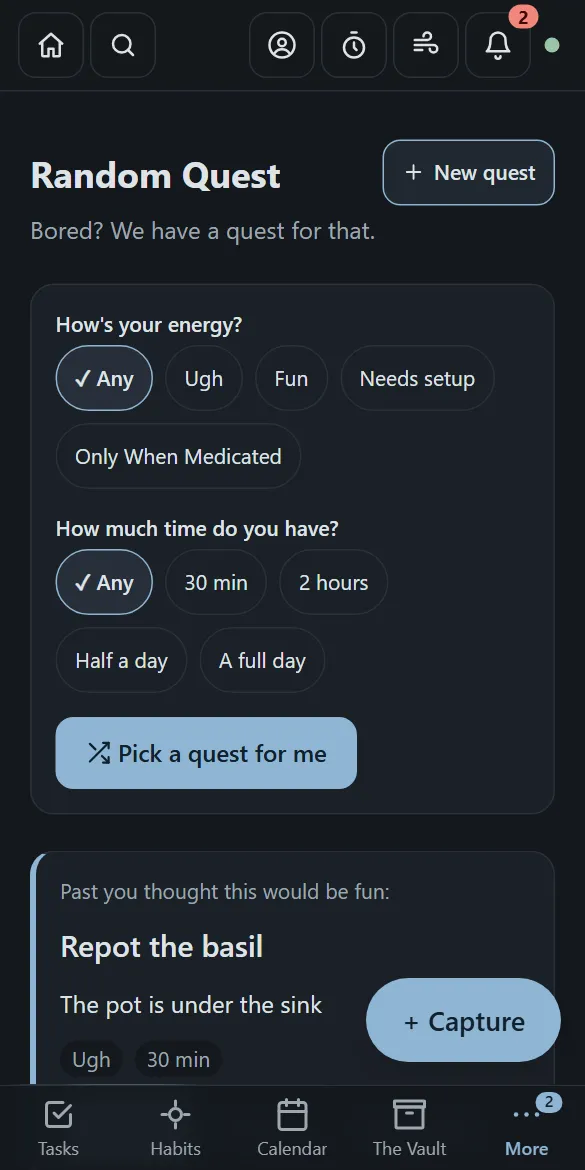 2
Random Quest
+ New quest
Bored? We have a quest for that.
How's your energy?
✓ Any
Ugh
Fun
Needs setup
Only When Medicated
How much time do you have?
✓ Any
30 min
2 hours
Half a day
A full day
Pick a quest for me
Past you thought this would be fun:
Repot the basil
The pot is under the sink
+ Capture
Ugh
30 min
2
Tasks
Habits
Calendar
The Vault
More